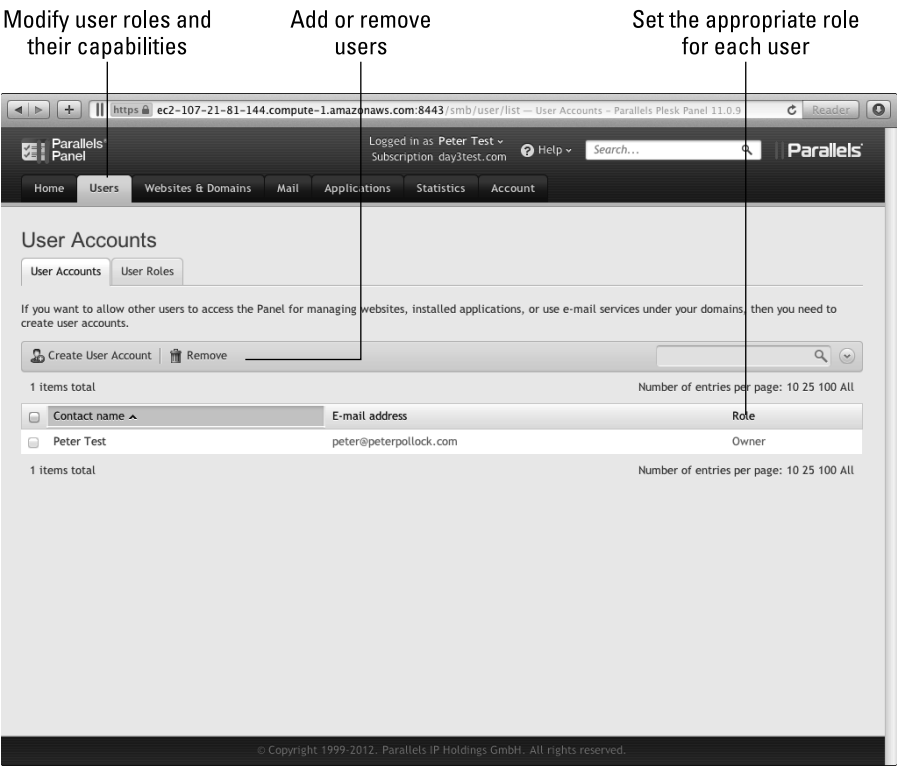 Modify user roles and
their capabilities
Add or remove
users
Set the appropriate role
for each user
https ec2-107-21-81-144.compute-1.amazonaws.com:8443/smb/user/list — User Accounts – Parallels Plesk Panel 11.0.9
Reader
Parallels
Panel
Logged in as Peter Test
Subscription day3test.com
Help
Search...
Parallels
Home Users Websites & Domains Mail Applications Statistics Account
User Accounts
User Accounts User Roles
If you want to allow other users to access the Panel for managing websites, installed applications, or use e-mail services under your domains, then you need to
create user accounts.
Create User Account Remove
1 items total Number of entries per page: 10 25 100 All
Contact name E-mail address Role
Peter Test peter@peterpollock.com Owner
1 items total Number of entries per page: 10 25 100 All
© Copyright 1999-2012. Parallels IP Holdings GmbH. All rights reserved.